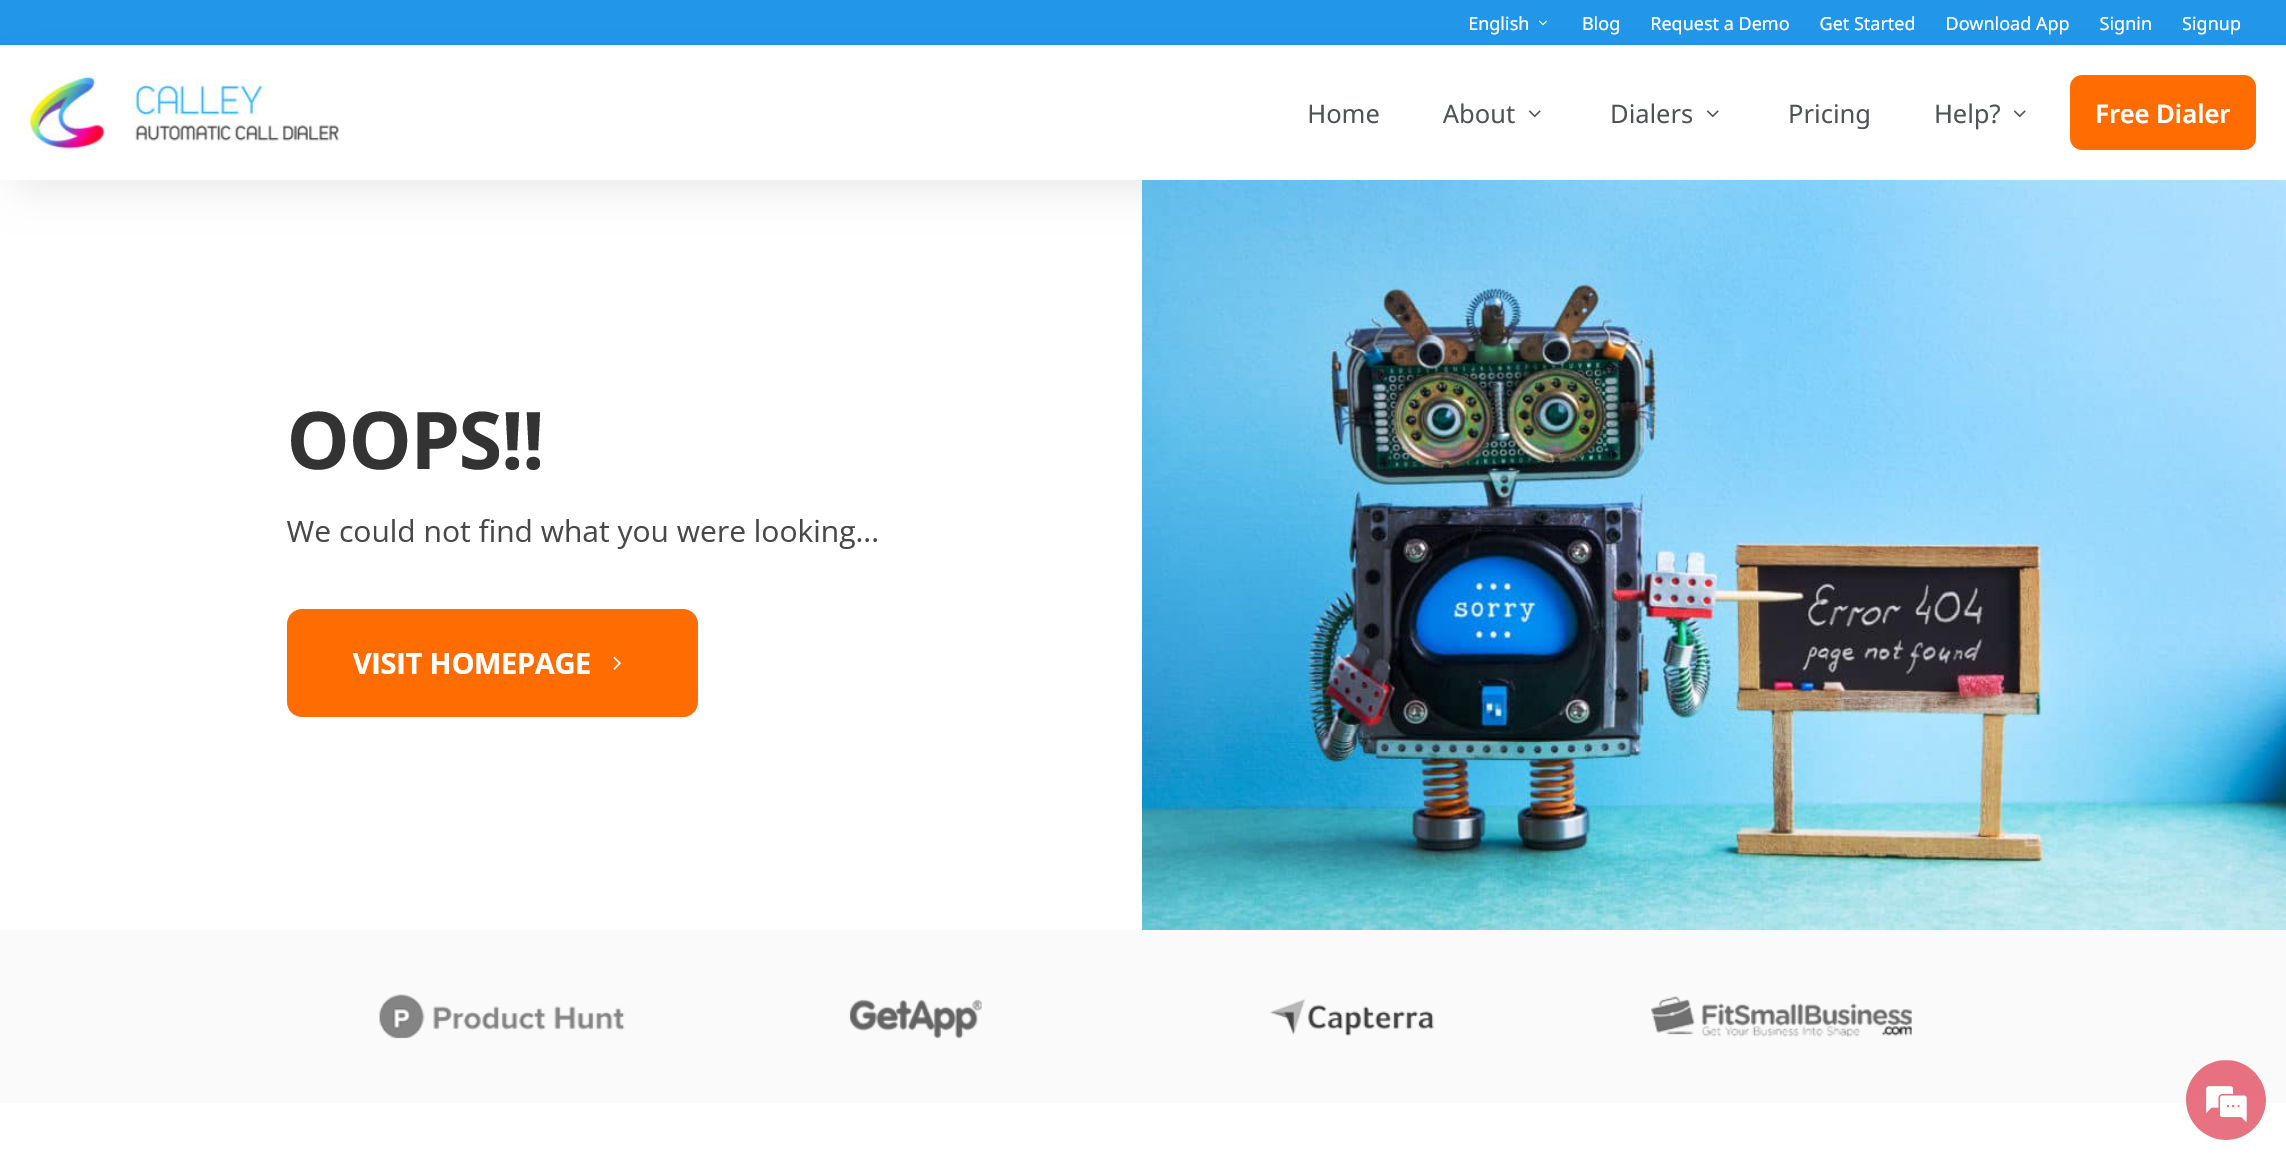 English Blog Request a Demo Get Started Download App Signin Signup
CALLEY
AUTOMATIC CALL DIALER
Home About Dialers Pricing Help? Free Dialer
OOPS!!
We could not find what you were looking...
VISIT HOMEPAGE
sorry
Error 404
page not found
P Product Hunt
GetApp®
Capterra
FitSmallBusiness
Get Your Business Into Shape .com